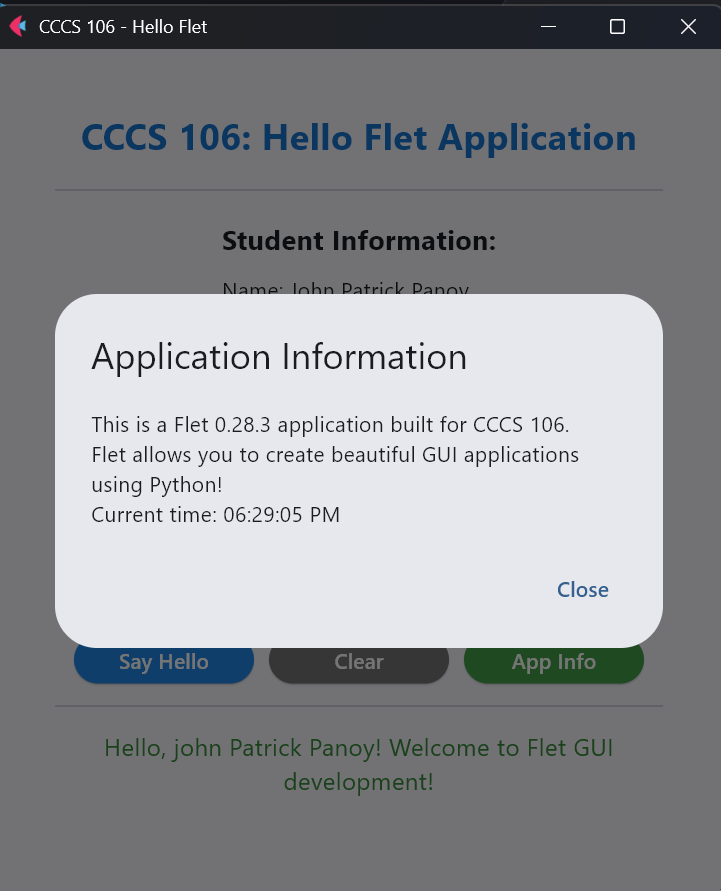 CCCS 106 - Hello Flet
CCCS 106: Hello Flet Application
Student Information:
Name: John Patrick Panoy
Application Information
This is a Flet 0.28.3 application built for CCCS 106.
Flet allows you to create beautiful GUI applications
using Python!
Current time: 06:29:05 PM
Close
Say Hello
Clear
App Info
Hello, john Patrick Panoy! Welcome to Flet GUI
development!